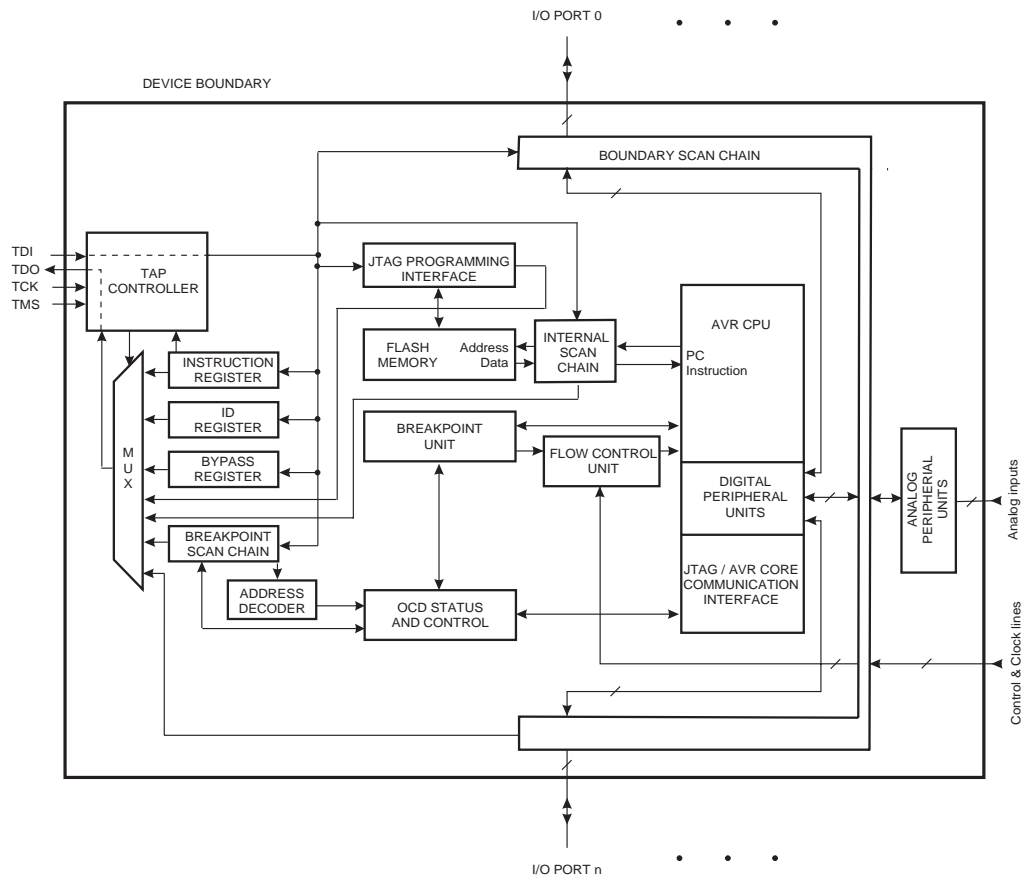 I/O PORT 0
DEVICE BOUNDARY
BOUNDARY SCAN CHAIN
TDI
TDO
TCK
TMS
TAP
CONTROLLER
JTAG PROGRAMMING
INTERFACE
AVR CPU
FLASH
MEMORY
Address
Data
INTERNAL
SCAN
CHAIN
PC
Instruction
INSTRUCTION
REGISTER
ID
REGISTER
M
U
X
BREAKPOINT
UNIT
FLOW CONTROL
UNIT
BYPASS
REGISTER
DIGITAL
PERIPHERAL
UNITS
ANALOG
PERIPHERIAL
UNITS
Analog inputs
BREAKPOINT
SCAN CHAIN
JTAG / AVR CORE
COMMUNICATION
INTERFACE
ADDRESS
DECODER
OCD STATUS
AND CONTROL
Control & Clock lines
I/O PORT n